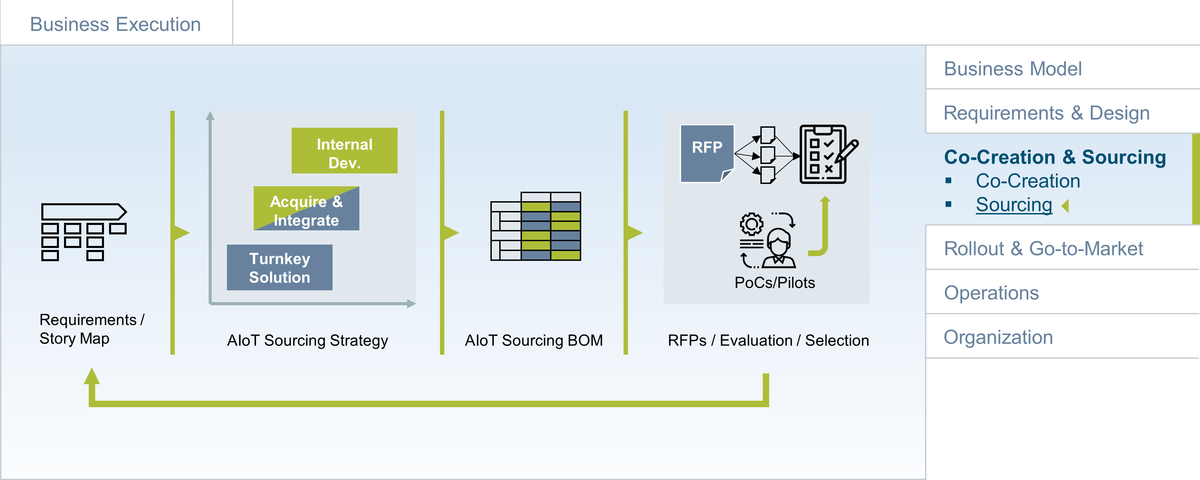 Business Execution
Business Model
Requirements & Design
Co-Creation & Sourcing
▪ Co-Creation
▪ Sourcing
Rollout & Go-to-Market
Operations
Organization
Internal
Dev.
Acquire &
Integrate
Turnkey
Solution
RFP
PoCs/Pilots
Requirements /
Story Map
AIoT Sourcing Strategy
AIoT Sourcing BOM
RFPs / Evaluation / Selection